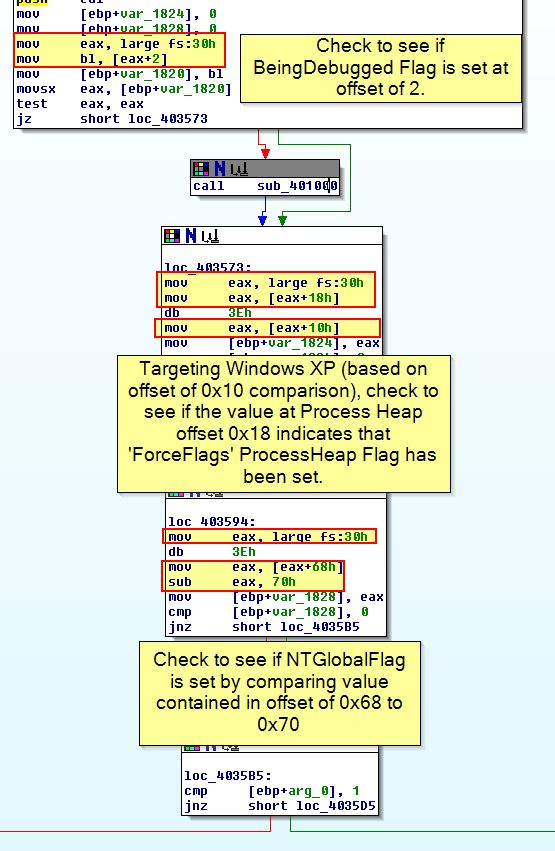 mov [ebp+var_1824], 0
mov [ebp+var_1828], 0
mov eax, large fs:30h
mov bl, [eax+2]
mov [ebp+var_1820], bl
movsx eax, [ebp+var_1820]
test eax, eax
jz short loc_403573
Check to see if
BeingDebugged Flag is set at
offset of 2.
call sub_401000
loc_403573:
mov eax, large fs:30h
mov eax, [eax+18h]
db 3Eh
mov eax, [eax+10h]
mov [ebp+var_1824], eax
Targeting Windows XP (based on
offset of 0x10 comparison), check to
see if the value at Process Heap
offset 0x18 indicates that
'ForceFlags' ProcessHeap Flag has
been set.
loc_403594:
mov eax, large fs:30h
db 3Eh
mov eax, [eax+68h]
sub eax, 70h
mov [ebp+var_1828], eax
cmp [ebp+var_1828], 0
jnz short loc_4035B5
Check to see if NTGlobalFlag
is set by comparing value
contained in offset of 0x68 to
0x70
loc_4035B5:
cmp [ebp+arg_0], 1
jnz short loc_4035D5